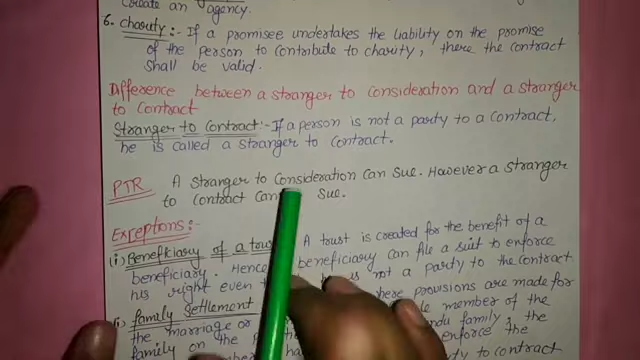 create an agency.
6. Charity:- If a promisee undertakes the liability on the promise
of the person to contribute to charity, there the contract
shall be valid.
Difference between a stranger to consideration and a stranger
to contract
Stranger to Contract:- If a person is not a party to a contract,
he is called a stranger to contract.
PTR A Stranger to Consideration can sue. However a stranger
to contract can sue.
Exceptions:-
(i) Beneficiary of a A trust is created for the benefit of a
beneficiary. Hence beneficiary can file a suit to enforce
his right even is not a party to the contract
Family Settlement provisions are made for
the marriage or member of the
family on the family, the
enforce the
to contract